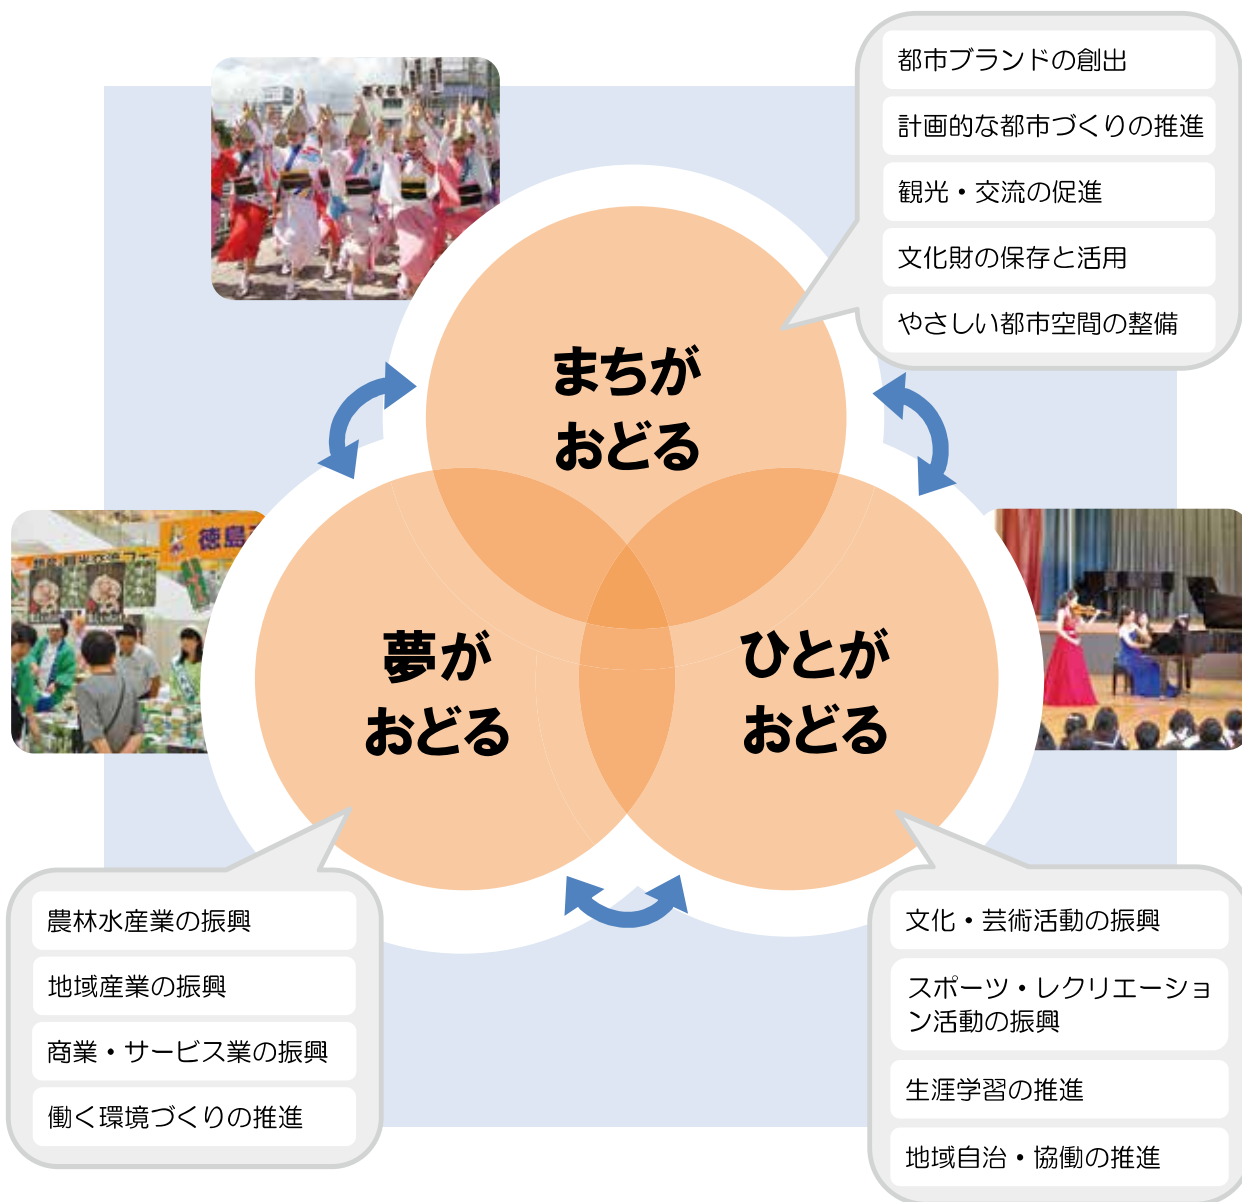 都市ブランドの創出
計画的な都市づくりの推進
観光・交流の促進
文化財の保存と活用
やさしい都市空間の整備
まちが
おどる
徳島
夢が
おどる
ひとが
おどる
農林水産業の振興
地域産業の振興
商業・サービス業の振興
働く環境づくりの推進
文化・芸術活動の振興
スポーツ・レクリエーショ
ン活動の振興
生涯学習の推進
地域自治・協働の推進